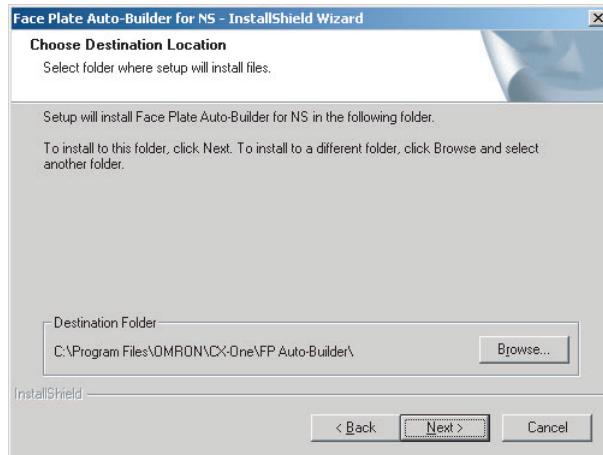 Face Plate Auto-Builder for NS - InstallShield Wizard
Choose Destination Location
Select folder where setup will install files.
Setup will install Face Plate Auto-Builder for NS in the following folder.
To install to this folder, click Next. To install to a different folder, click Browse and select
another folder.
Destination Folder
C:\Program Files\OMRON\CX-One\FP Auto-Builder\
Browse...
InstallShield
< Back
Next >
Cancel